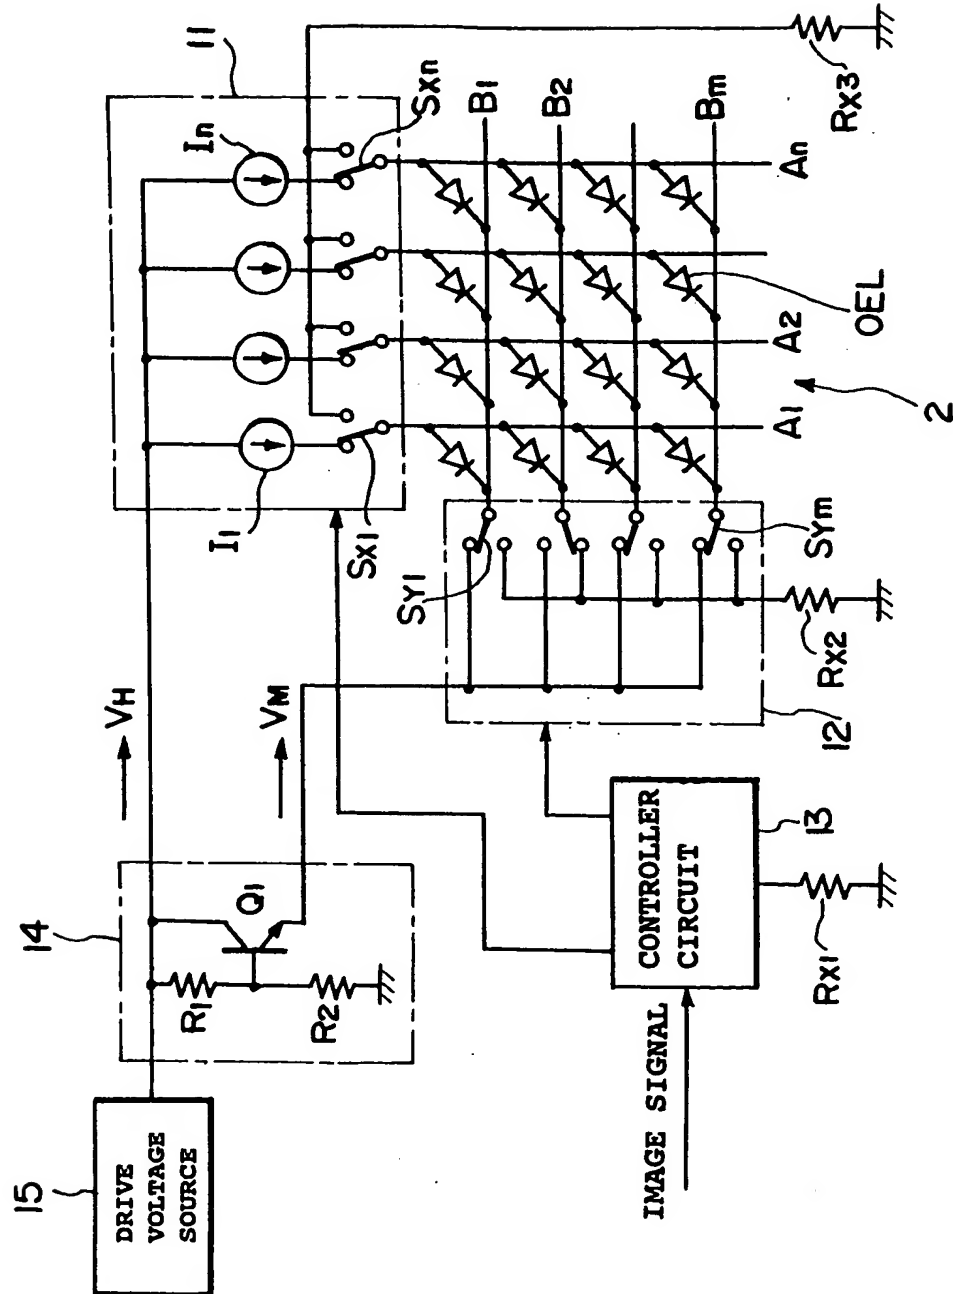 11
In
Sxn
I1
Sx1
B1
B2
Bm
Rx3
An
OEL
A2
A1
2
VH
VM
SY1
SYm
Rx2
12
14
Q1
R1
R2
15
DRIVE
VOLTAGE
SOURCE
CONTROLLER
CIRCUIT
13
Rx1
IMAGE SIGNAL